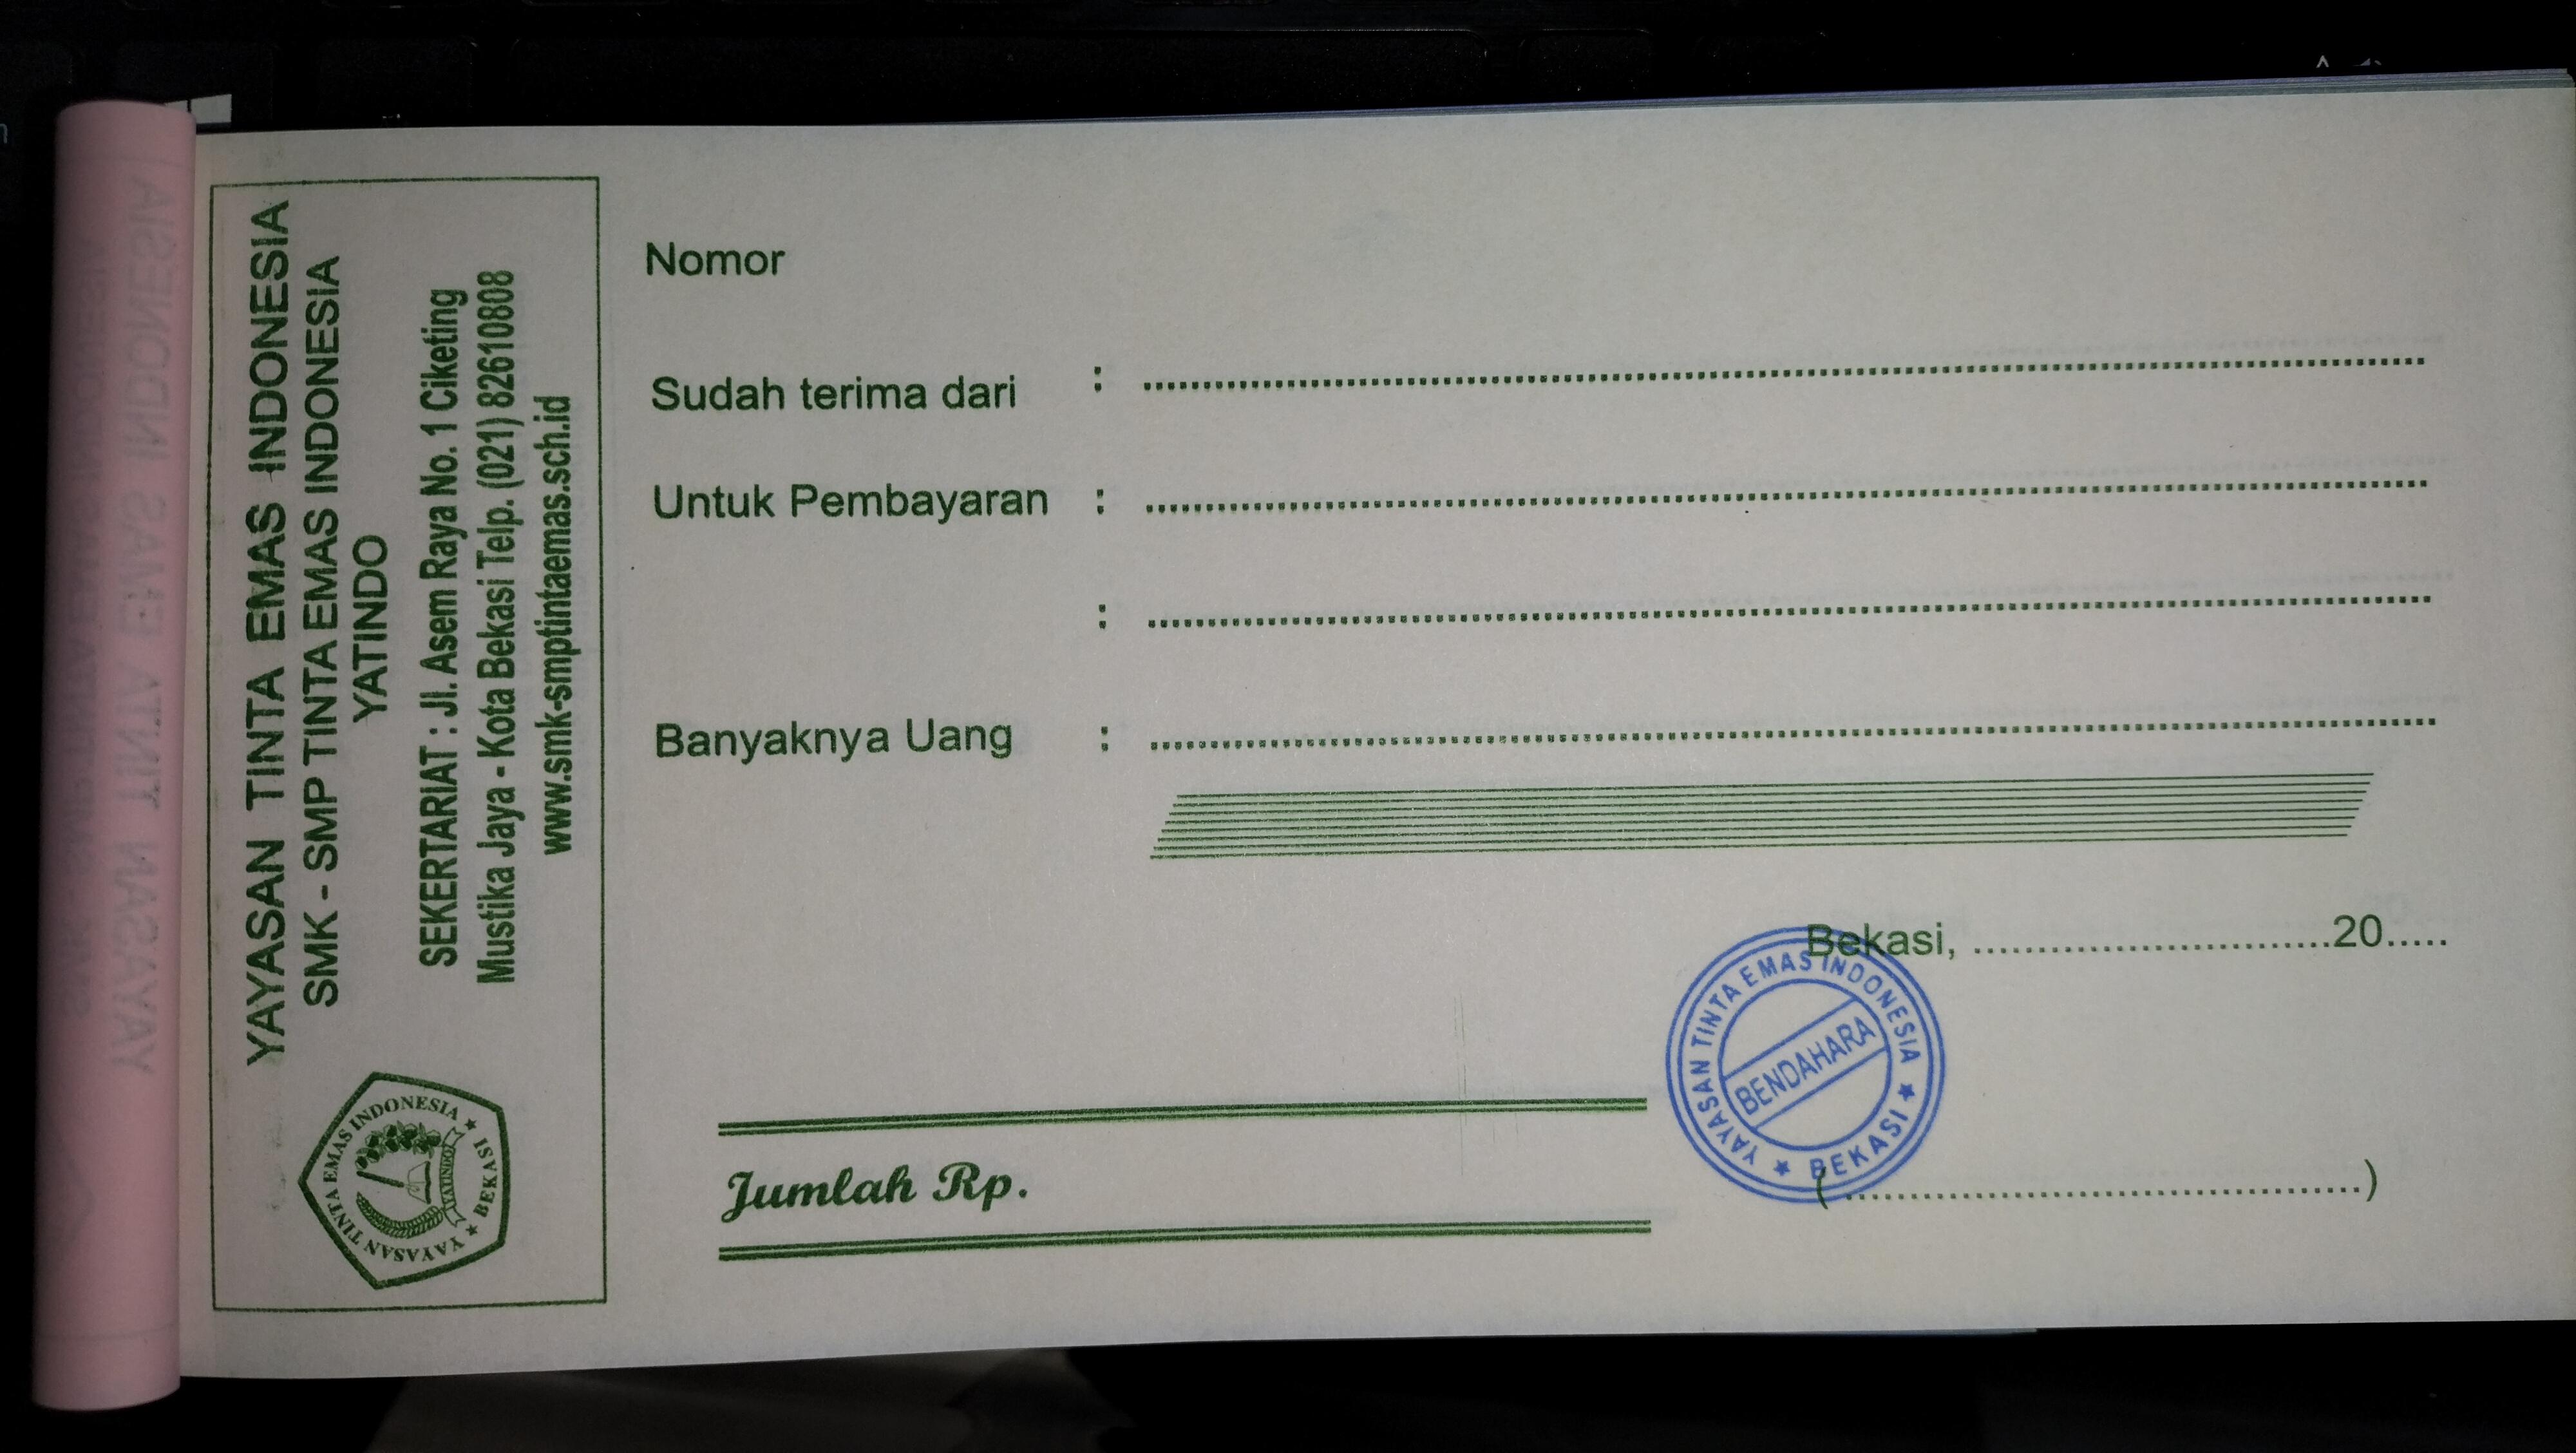 YAYASAN TINTA EMAS INDONESIA
SMK - SMP TINTA EMAS INDONESIA
YATINDO
SEKERTARIAT : Jl. Asem Raya No. 1 Ciketing
Mustika Jaya - Kota Bekasi Telp. (021) 82610808
www.smk-smptintaemas.sch.id
YAYASAN TINTA EMAS INDONESIA
★ BEKASI ★
YATINDO
Nomor
Sudah terima dari : ....................
Untuk Pembayaran : ....................
: ....................
Banyaknya Uang : ....................
Bekasi, ............................20.....
YAYASAN TINTA EMAS INDONESIA
BENDAHARA
★ BEKASI ★
Jumlah Rp.
(........................................)